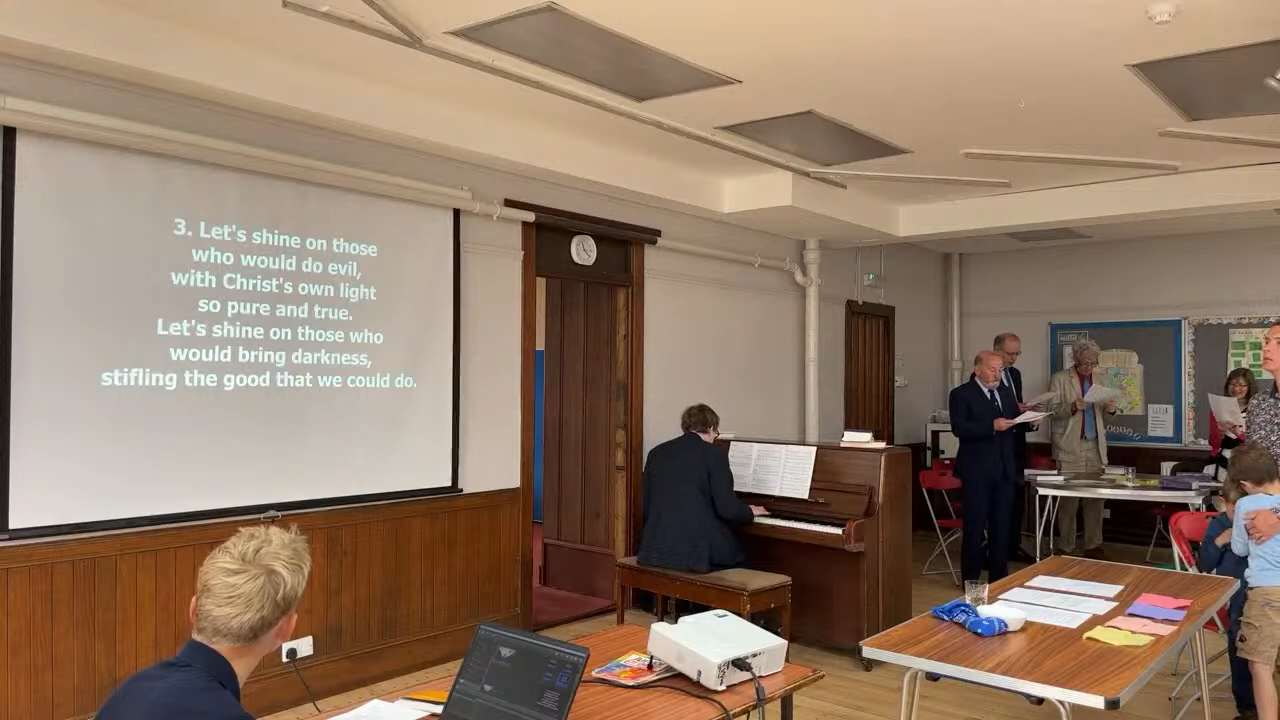 3. Let's shine on those
who would do evil,
with Christ's own light
so pure and true.
Let's shine on those who
would bring darkness,
stifling the good that we could do.